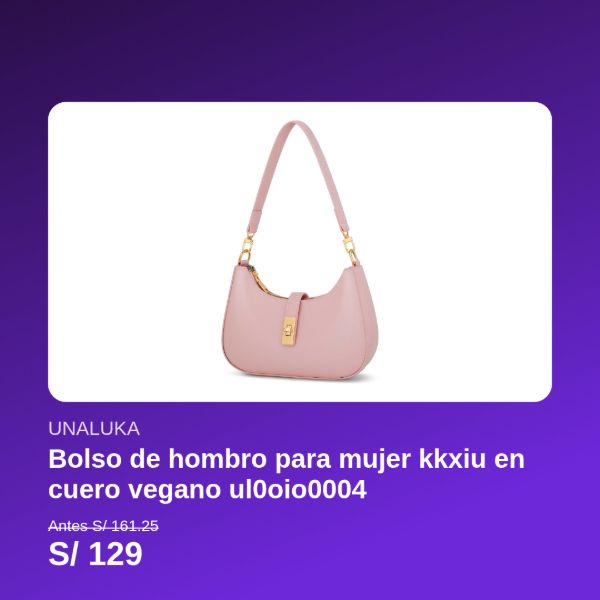 UNALUKA
Bolso de hombro para mujer kkxiu en
cuero vegano ul0oio0004
Antes S/ 161.25
S/ 129